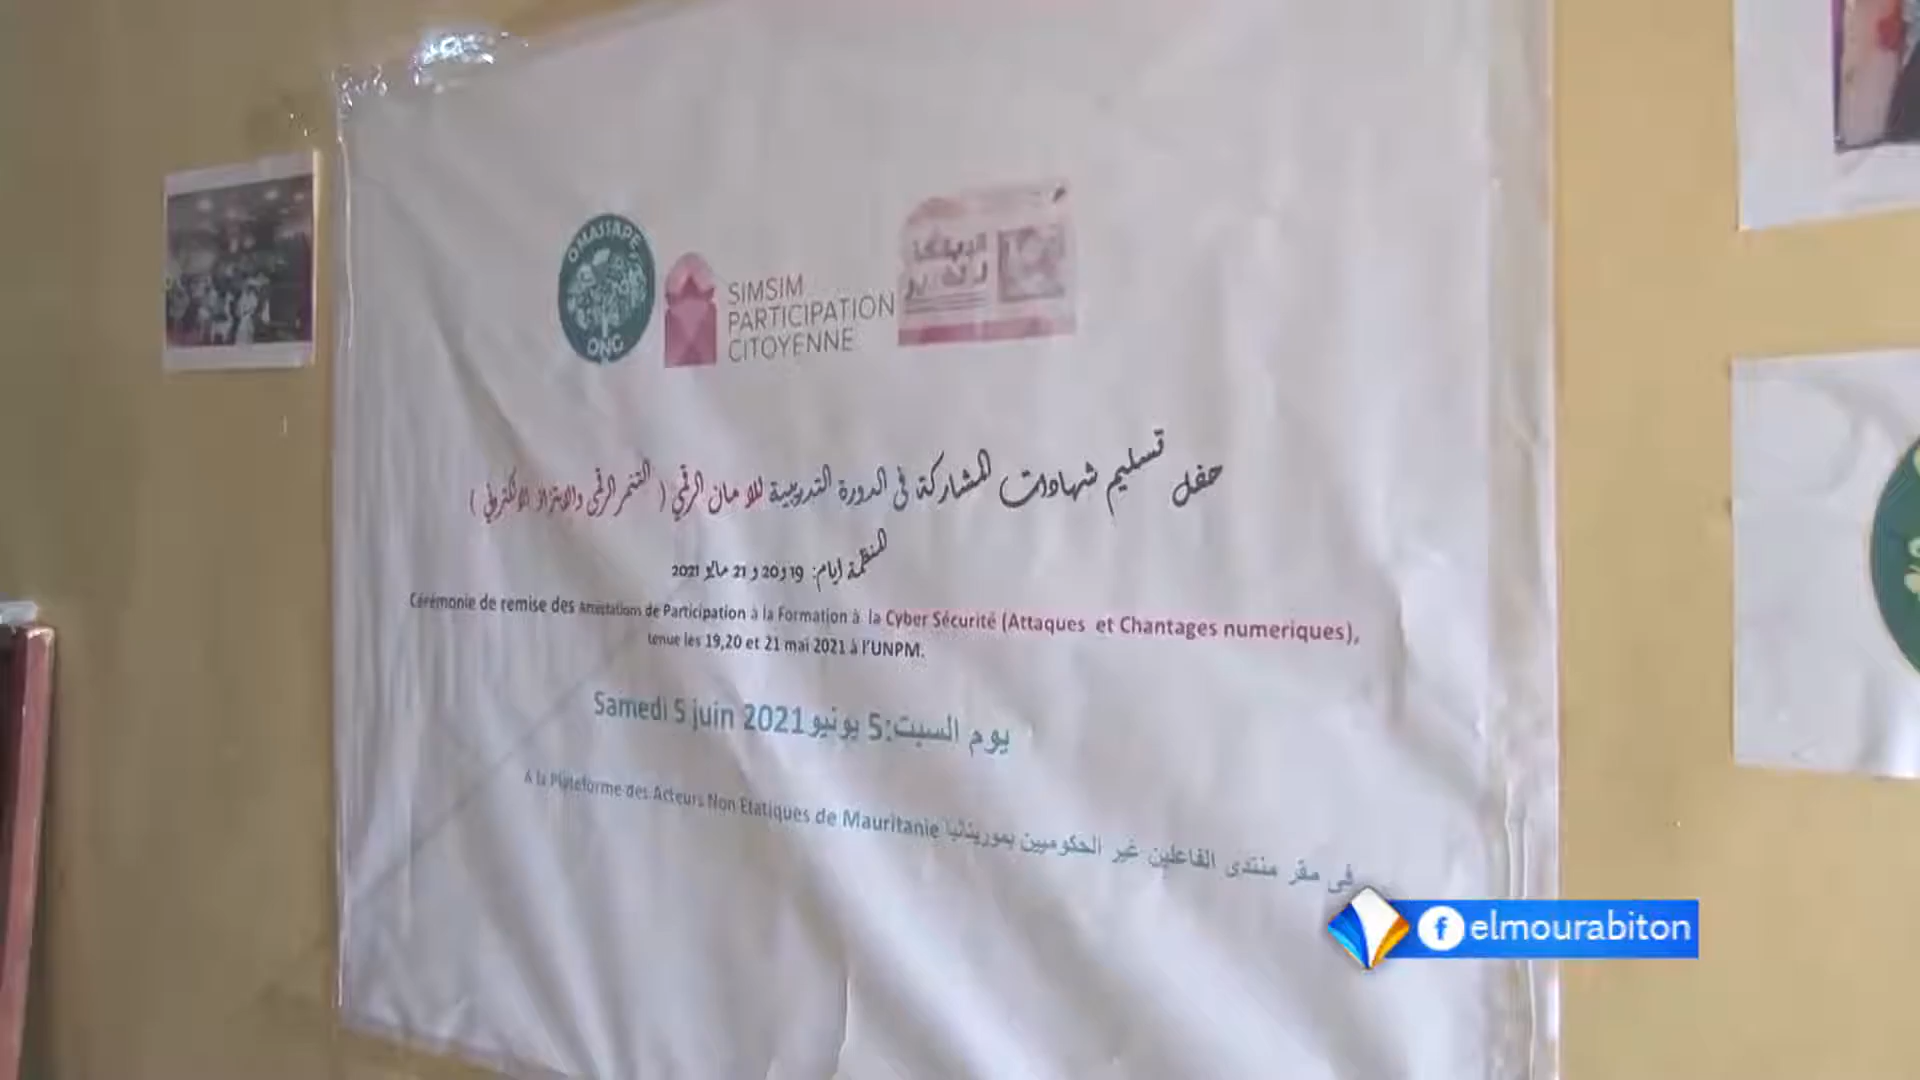 OMASSAPE
ONG
SIMSIM
PARTICIPATION
CITOYENNE
حفل تسليم شهادات المشاركة في الدورة التدريبية للامان الرقمي ( التنمر الرقمي والابتزاز الالكتروني )
المنظمة ايام: 19 و20 و 21 مايو 2021
Cérémonie de remise des Attestations de Participation à la Formation à la Cyber Sécurité (Attaques et Chantages numeriques),
tenue les 19,20 et 21 mai 2021 à l'UNPM.
Samedi 5 juin 2021 يوم السبت:5 يونيو
A la Plateforme des Acteurs Non Etatiques de Mauritanie في مقر منتدى الفاعلين غير الحكوميين بموريتانيا
elmourabiton